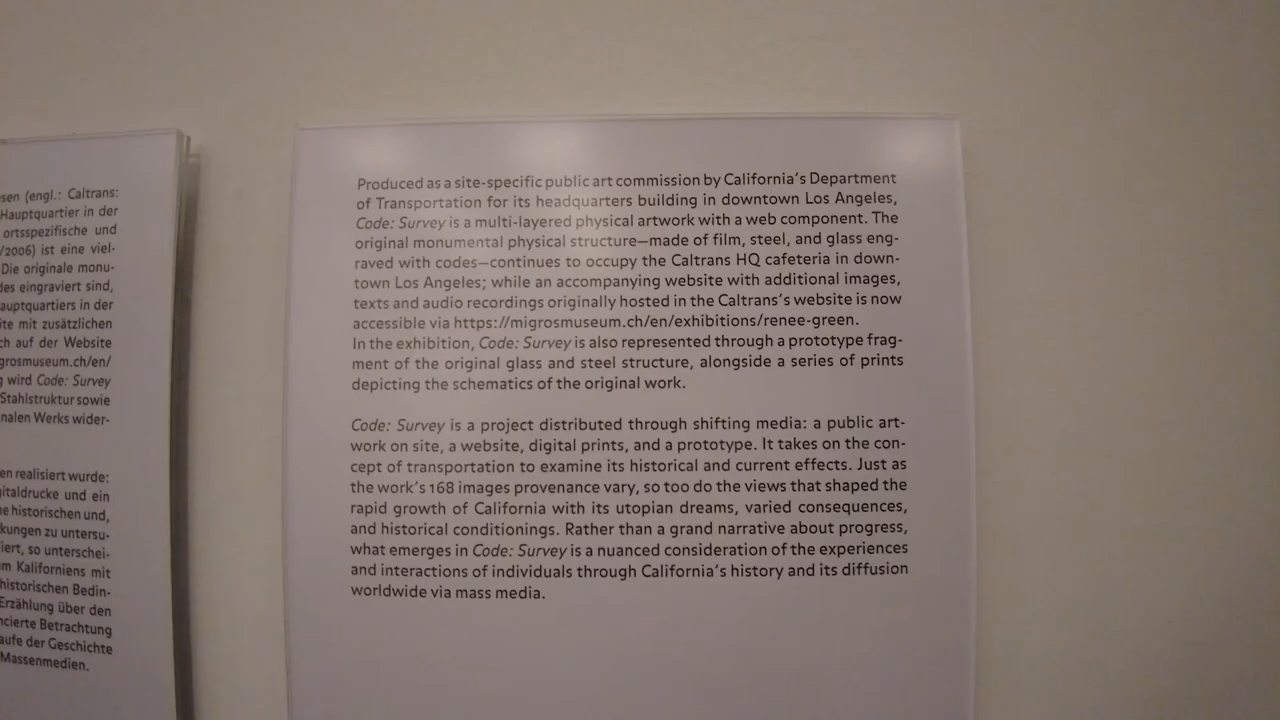 sen (engl.: Caltrans:
Hauptquartier in der
ortsspezifische und
/2006) ist eine viel-
Die originale monu-
des eingraviert sind,
auptquartiers in der
ite mit zusätzlichen
ch auf der Website
grosmuseum.ch/en/
g wird Code: Survey
Stahlstruktur sowie
nalen Werks wider-
en realisiert wurde:
gitaldrucke und ein
ne historischen und,
kungen zu untersu-
iert, so unterschei-
m Kaliforniens mit
historischen Bedin-
Erzählung über den
ncierte Betrachtung
aufe der Geschichte
Massenmedien.
Produced as a site-specific public art commission by California's Department
of Transportation for its headquarters building in downtown Los Angeles,
Code: Survey is a multi-layered physical artwork with a web component. The
original monumental physical structure—made of film, steel, and glass eng-
raved with codes—continues to occupy the Caltrans HQ cafeteria in down-
town Los Angeles; while an accompanying website with additional images,
texts and audio recordings originally hosted in the Caltrans's website is now
accessible via https://migrosmuseum.ch/en/exhibitions/renee-green.
In the exhibition, Code: Survey is also represented through a prototype frag-
ment of the original glass and steel structure, alongside a series of prints
depicting the schematics of the original work.
Code: Survey is a project distributed through shifting media: a public art-
work on site, a website, digital prints, and a prototype. It takes on the con-
cept of transportation to examine its historical and current effects. Just as
the work's 168 images provenance vary, so too do the views that shaped the
rapid growth of California with its utopian dreams, varied consequences,
and historical conditionings. Rather than a grand narrative about progress,
what emerges in Code: Survey is a nuanced consideration of the experiences
and interactions of individuals through California's history and its diffusion
worldwide via mass media.